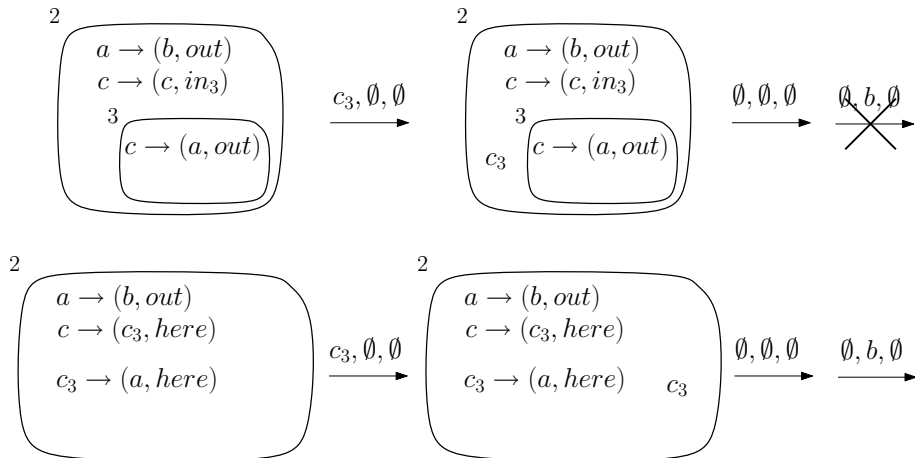 2
a → (b, out)
c → (c, in₃)
3
c → (a, out)
c₃, ∅, ∅
2
a → (b, out)
c → (c, in₃)
3
c₃
c → (a, out)
∅, ∅, ∅
∅, b, ∅
2
a → (b, out)
c → (c₃, here)
c₃ → (a, here)
c₃, ∅, ∅
2
a → (b, out)
c → (c₃, here)
c₃ → (a, here)
c₃
∅, ∅, ∅
∅, b, ∅